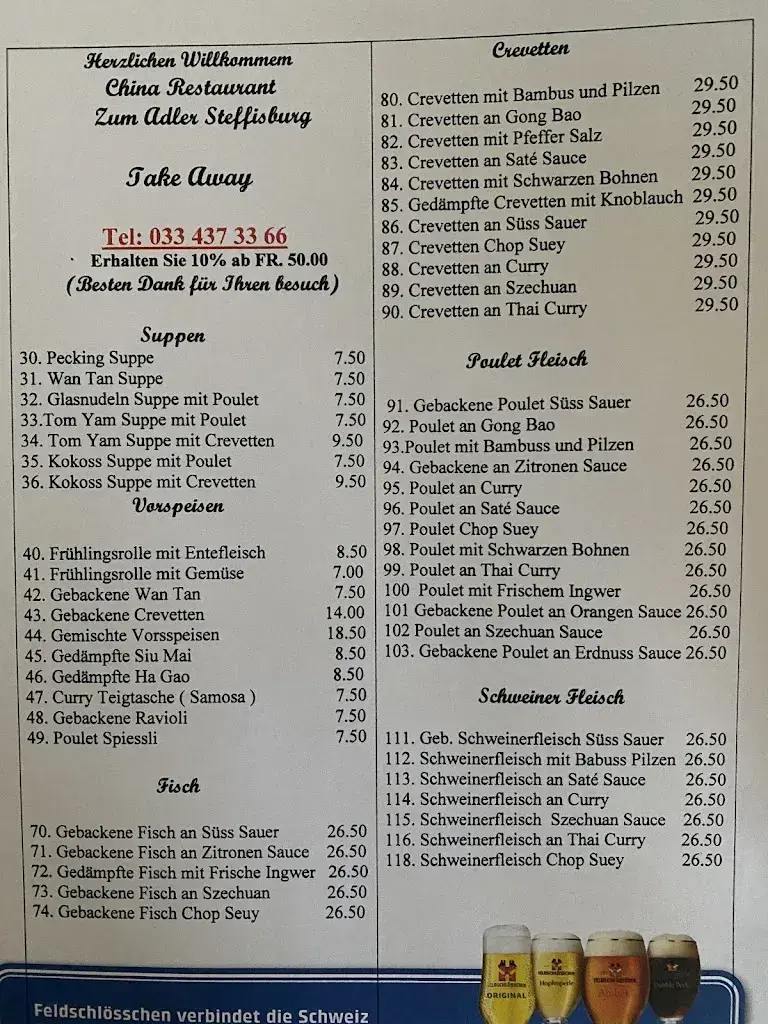 Herzlichen Willkommem
China Restaurant
Zum Adler Steffisburg
Take Away
Tel: 033 437 33 66
· Erhalten Sie 10% ab FR. 50.00
(Besten Dank für Ihren besuch)
Suppen
30. Pecking Suppe 7.50
31. Wan Tan Suppe 7.50
32. Glasnudeln Suppe mit Poulet 7.50
33.Tom Yam Suppe mit Poulet 7.50
34. Tom Yam Suppe mit Crevetten 9.50
35. Kokoss Suppe mit Poulet 7.50
36. Kokoss Suppe mit Crevetten 9.50
Vorspeisen
40. Frühlingsrolle mit Entefleisch 8.50
41. Frühlingsrolle mit Gemüse 7.00
42. Gebackene Wan Tan 7.50
43. Gebackene Crevetten 14.00
44. Gemischte Vorsspeisen 18.50
45. Gedämpfte Siu Mai 8.50
46. Gedämpfte Ha Gao 8.50
47. Curry Teigtasche ( Samosa ) 7.50
48. Gebackene Ravioli 7.50
49. Poulet Spiessli 7.50
Fisch
70. Gebackene Fisch an Süss Sauer 26.50
71. Gebackene Fisch an Zitronen Sauce 26.50
72. Gedämpfte Fisch mit Frische Ingwer 26.50
73. Gebackene Fisch an Szechuan 26.50
74. Gebackene Fisch Chop Seuy 26.50
Crevetten
80. Crevetten mit Bambus und Pilzen 29.50
81. Crevetten an Gong Bao 29.50
82. Crevetten mit Pfeffer Salz 29.50
83. Crevetten an Saté Sauce 29.50
84. Crevetten mit Schwarzen Bohnen 29.50
85. Gedämpfte Crevetten mit Knoblauch 29.50
86. Crevetten an Süss Sauer 29.50
87. Crevetten Chop Suey 29.50
88. Crevetten an Curry 29.50
89. Crevetten an Szechuan 29.50
90. Crevetten an Thai Curry 29.50
Poulet Fleisch
91. Gebackene Poulet Süss Sauer 26.50
92. Poulet an Gong Bao 26.50
93.Poulet mit Bambuss und Pilzen 26.50
94. Gebackene an Zitronen Sauce 26.50
95. Poulet an Curry 26.50
96. Poulet an Saté Sauce 26.50
97. Poulet Chop Suey 26.50
98. Poulet mit Schwarzen Bohnen 26.50
99. Poulet an Thai Curry 26.50
100 Poulet mit Frischem Ingwer 26.50
101 Gebackene Poulet an Orangen Sauce 26.50
102 Poulet an Szechuan Sauce 26.50
103. Gebackene Poulet an Erdnuss Sauce 26.50
Schweiner Fleisch
111. Geb. Schweinerfleisch Süss Sauer 26.50
112. Schweinerfleisch mit Babuss Pilzen 26.50
113. Schweinerfleisch an Saté Sauce 26.50
114. Schweinerfleisch an Curry 26.50
115. Schweinerfleisch Szechuan Sauce 26.50
116. Schweinerfleisch an Thai Curry 26.50
118. Schweinerfleisch Chop Suey 26.50
Feldschlösschen verbindet die Schweiz
ORIGINAL
Hopfenperle